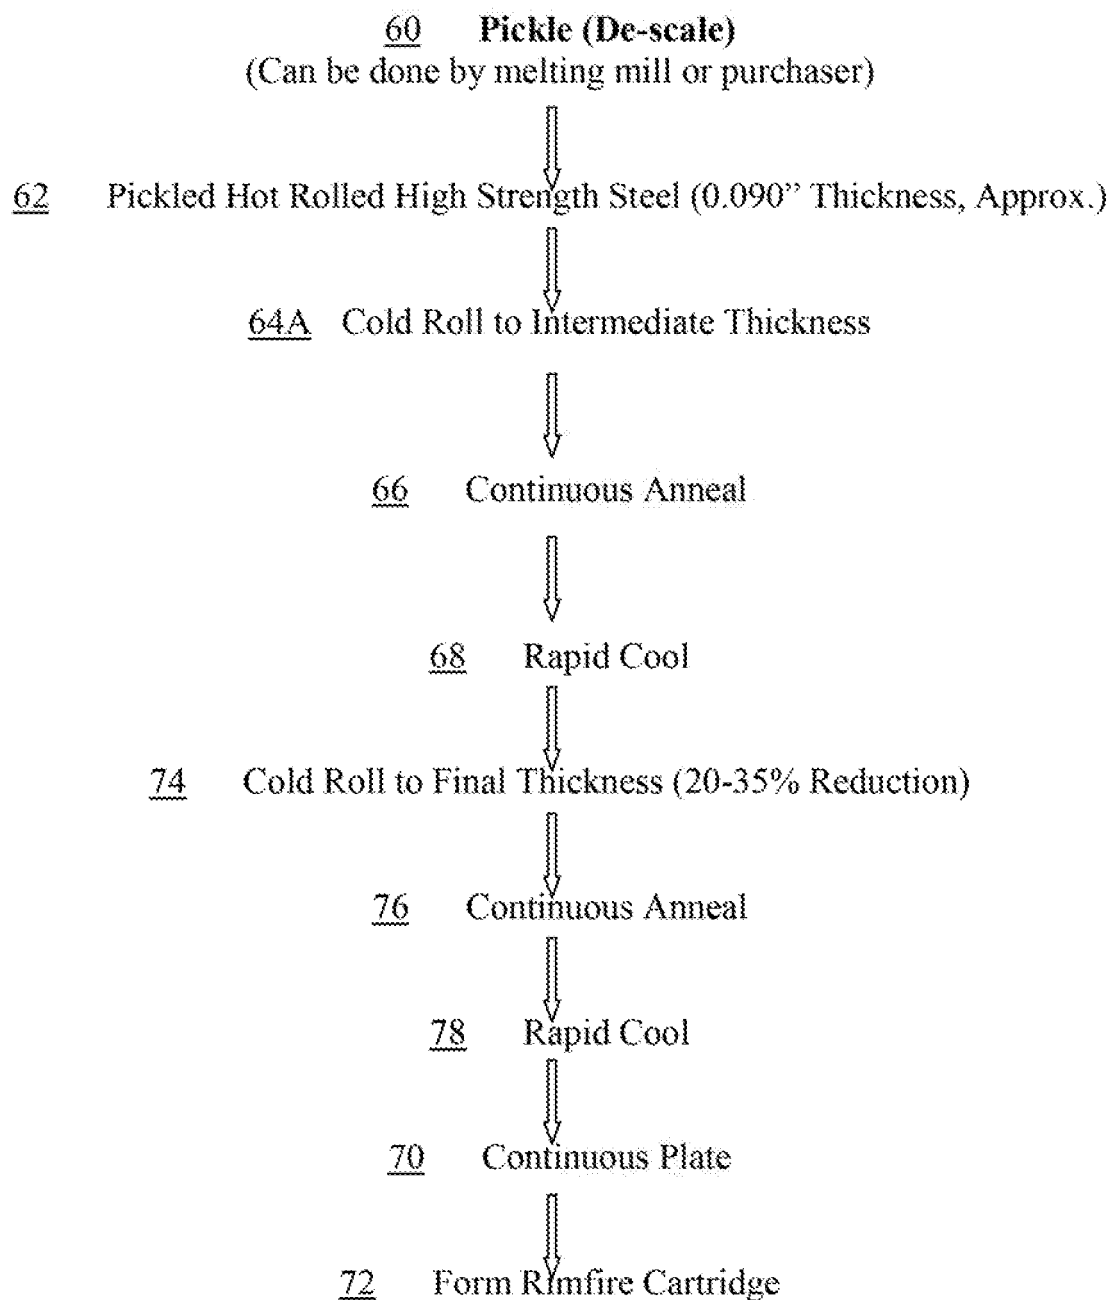 60 Pickle (De-scale)
(Can be done by melting mill or purchaser)
62 Pickled Hot Rolled High Strength Steel (0.090” Thickness, Approx.)
64A Cold Roll to Intermediate Thickness
66 Continuous Anneal
68 Rapid Cool
74 Cold Roll to Final Thickness (20-35% Reduction)
76 Continuous Anneal
78 Rapid Cool
70 Continuous Plate
72 Form Rimfire Cartridge